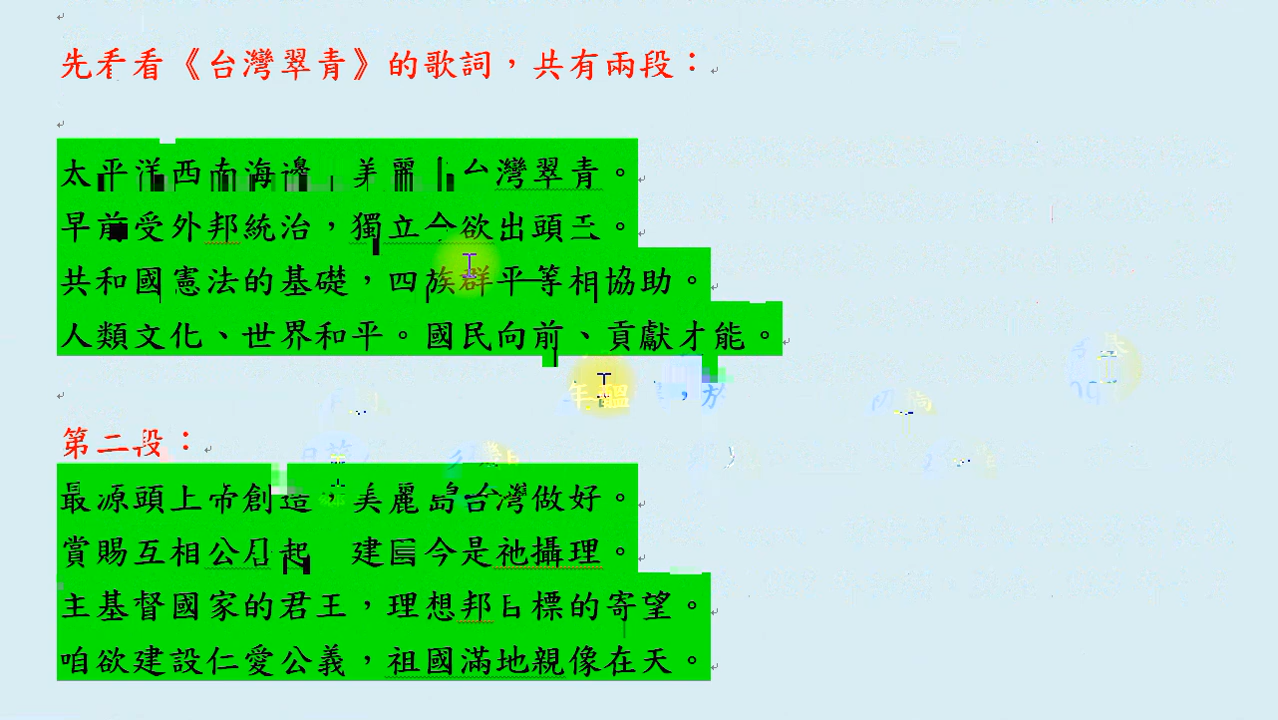 先看看《台灣翠青》的歌詞，共有兩段：
太平洋西南海邊，美麗島台灣翠青。
早前受外邦統治，獨立今欲出頭天。
共和國憲法的基礎，四族群平等相協助。
人類文化、世界和平。國民向前、貢獻才能。
第二段：
最源頭上帝創造 美麗島台灣做好。
賞賜互相公月起 建國今是祂攝理。
主基督國家的君王，理想邦目標的寄望。
咱欲建設仁愛公義，祖國滿地親像在天。